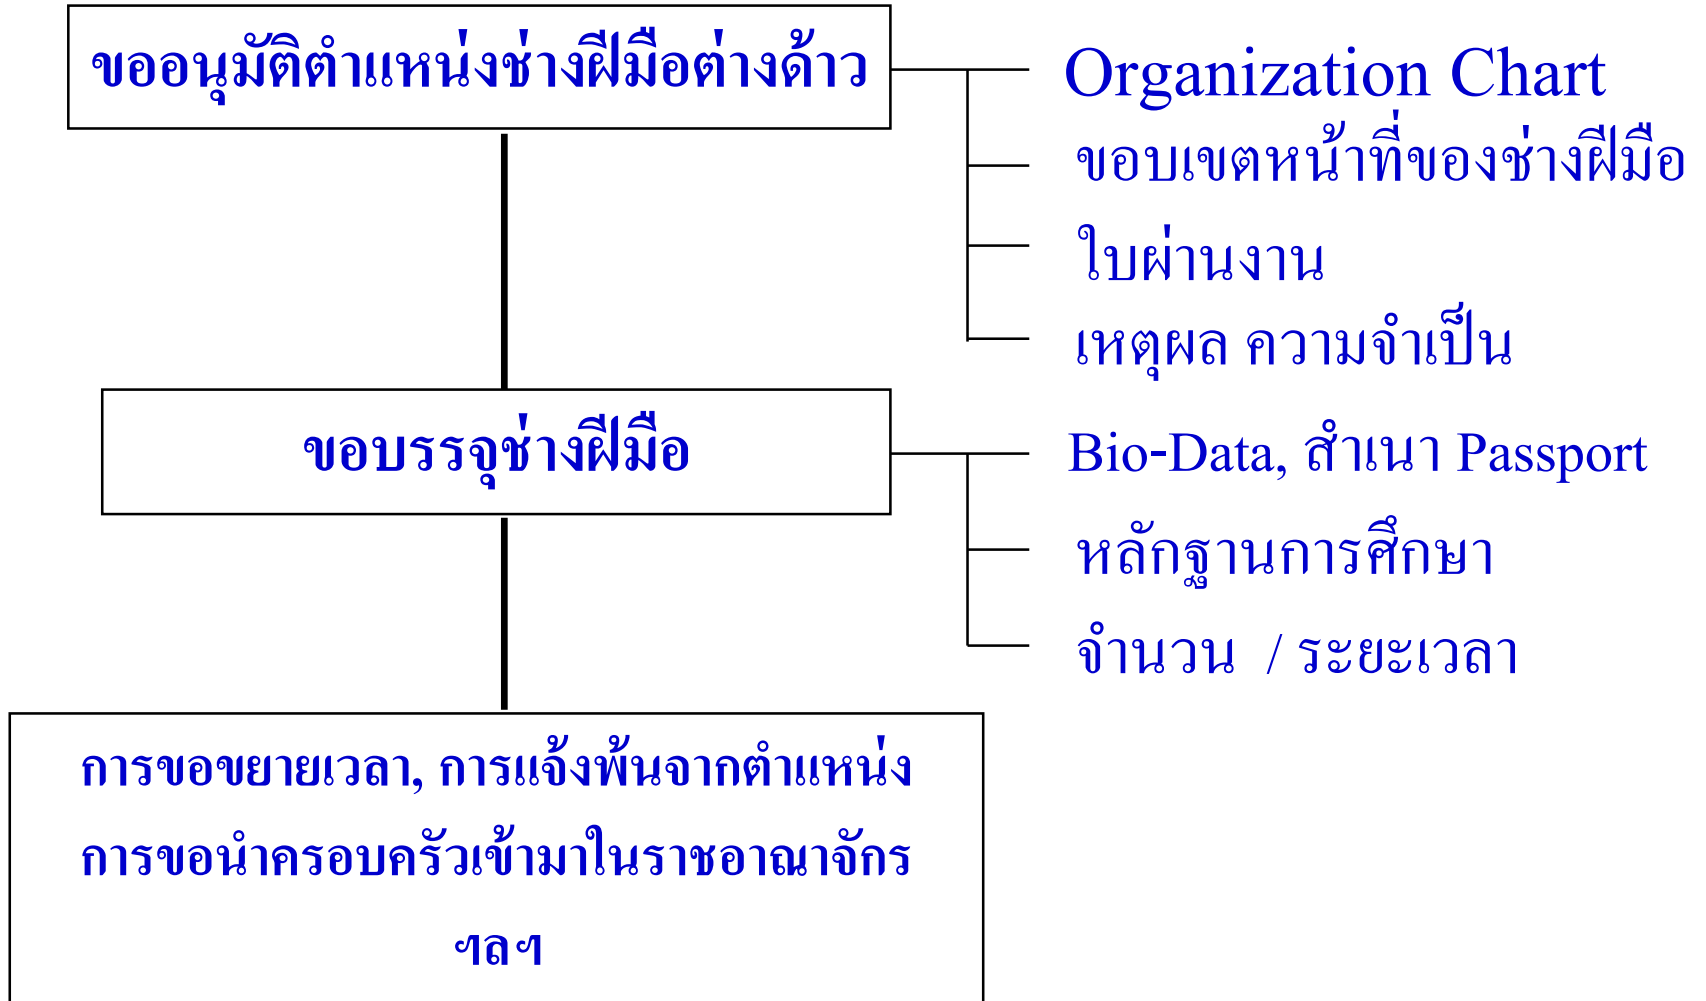 ขออนุมัติตำแหน่งช่างฝีมือต่างด้าว
Organization Chart
ขอบเขตหน้าที่ของช่างฝีมือ
ใบผ่านงาน
เหตุผล ความจำเป็น
ขอบรรจุช่างฝีมือ
Bio-Data, สำเนา Passport
หลักฐานการศึกษา
จำนวน / ระยะเวลา
การขอขยายเวลา, การแจ้งพ้นจากตำแหน่ง
การขอนำครอบครัวเข้ามาในราชอาณาจักร
ฯลฯ